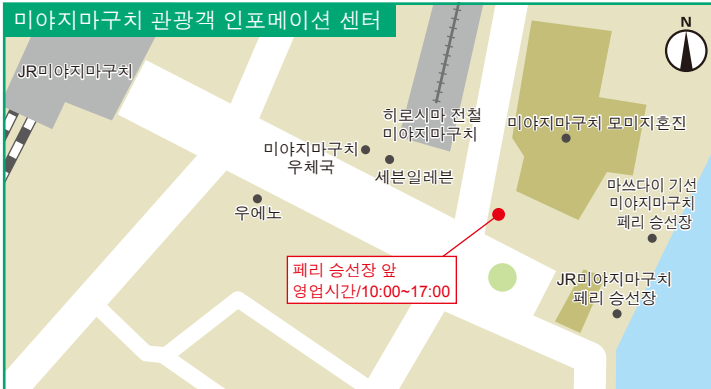 미야지마구치 관광객 인포메이션 센터
N
JR미야지마구치
히로시마 전철
미야지마구치
미야지마구치 모미지혼진
미야지마구치
우체국
세븐일레븐
마쓰다이 기선
미야지마구치
페리 승선장
우에노
페리 승선장 앞
영업시간/10:00~17:00
JR미야지마구치
페리 승선장